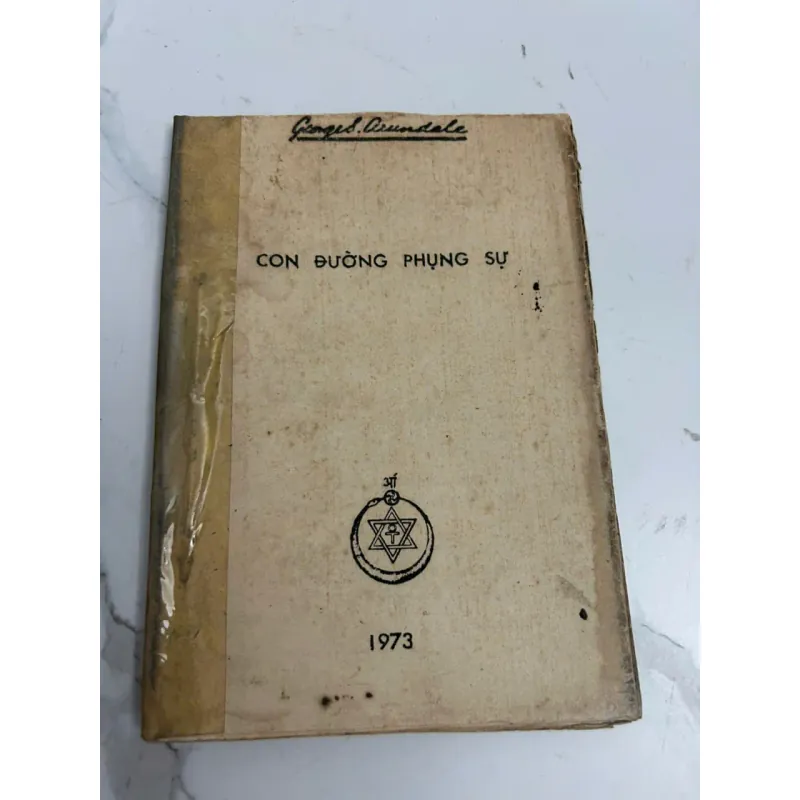 George S. Arundale
CON ĐƯỜNG PHỤNG SỰ
1973